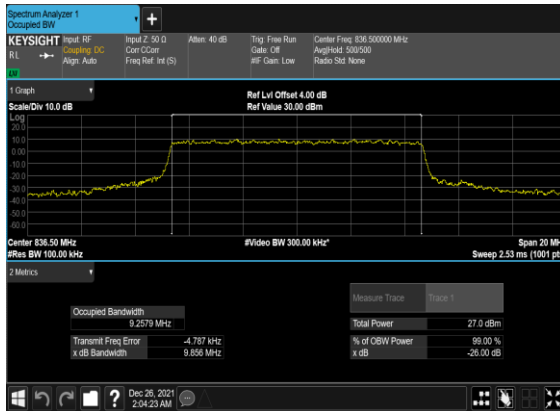 Spectrum Analyzer 1
Occupied BW
+
KEYSIGHT Input: RF Input Z: 50 Ω Atten: 40 dB Trig: Free Run Center Freq: 836.500000 MHz
RL Coupling: DC Corr CCorr Gate: Off Avg|Hold: 500/500
Align: Auto Freq Ref: Int (S) #IF Gain: Low Radio Std: None
1 Graph
Ref Lvl Offset 4.00 dB
Scale/Div 10.0 dB Ref Value 30.00 dBm
Log
20.0
10.0
0.00
-10.0
-20.0
-30.0
-40.0
-50.0
-60.0
Center 836.50 MHz #Video BW 300.00 kHz* Span 20 MH
#Res BW 100.00 kHz Sweep 2.53 ms (1001 pt
2 Metrics
Measure Trace Trace 1
Occupied Bandwidth
9.2579 MHz Total Power 27.0 dBm
Transmit Freq Error -4.787 kHz % of OBW Power 99.00 %
x dB Bandwidth 9.856 MHz x dB -26.00 dB
? Dec 26, 2021
2:04:23 AM